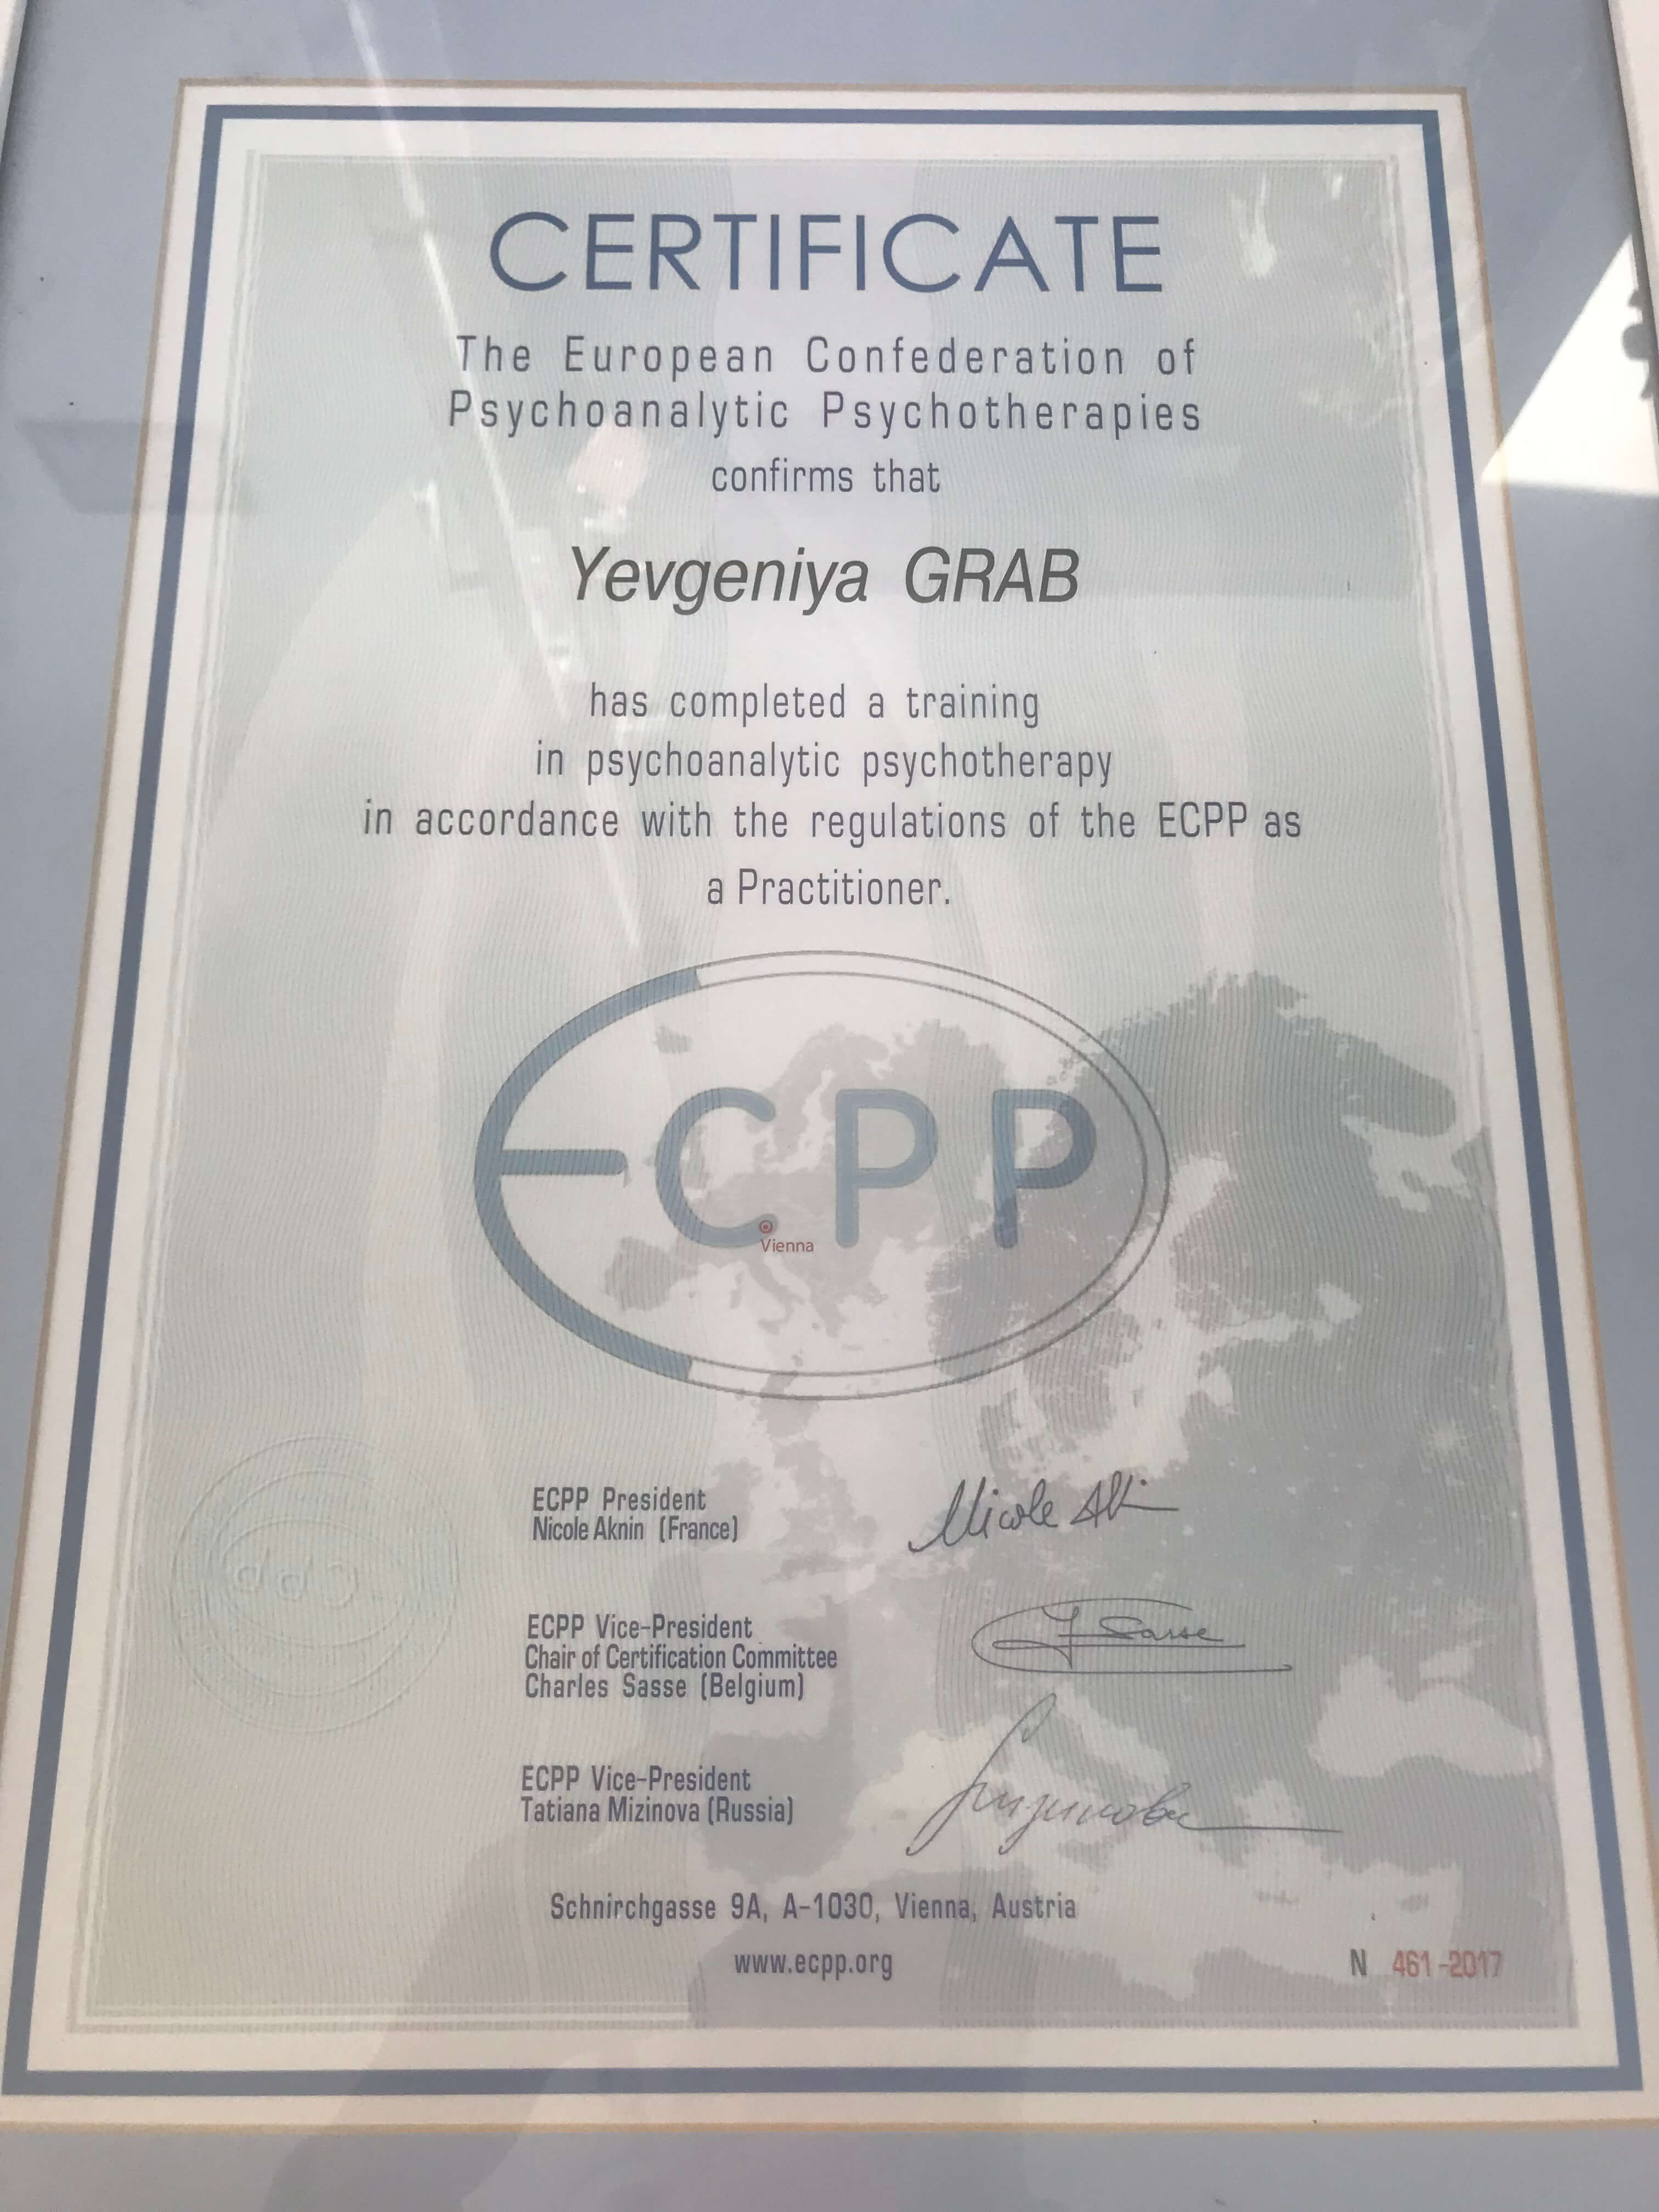 CERTIFICATE
The European Confederation of
Psychoanalytic Psychotherapies
confirms that
Yevgeniya GRAB
has completed a training
in psychoanalytic psychotherapy
in accordance with the regulations of the ECPP as
a Practitioner.
ECPP
Vienna
ECPP President
Nicole Aknin (France)
ECPP Vice-President
Chair of Certification Committee
Charles Sasse (Belgium)
ECPP Vice-President
Tatiana Mizinova (Russia)
Schnirchgasse 9A, A-1030, Vienna, Austria
www.ecpp.org
N 461-2017